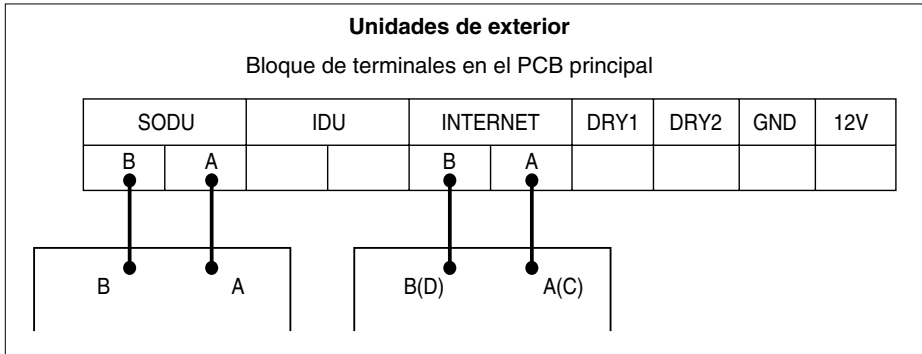 Unidades de exterior
Bloque de terminales en el PCB principal
SODU IDU INTERNET DRY1 DRY2 GND 12V
B A B A
B A B(D) A(C)